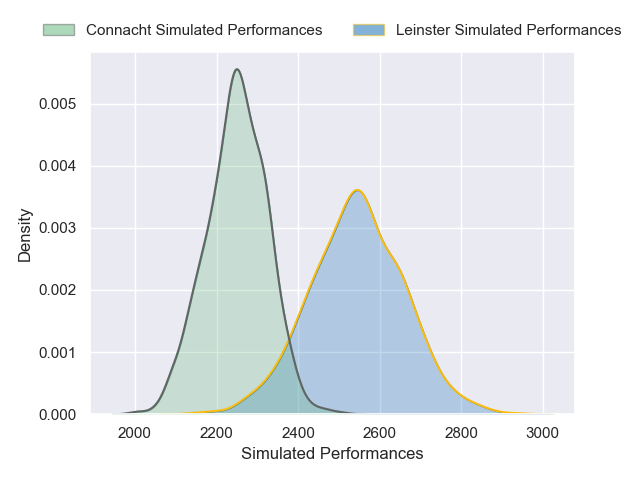 Connacht Simulated Performances
Leinster Simulated Performances
0.005
0.004
0.003
0.002
0.001
0.000
Density
2000 2200 2400 2600 2800 3000
Simulated Performances